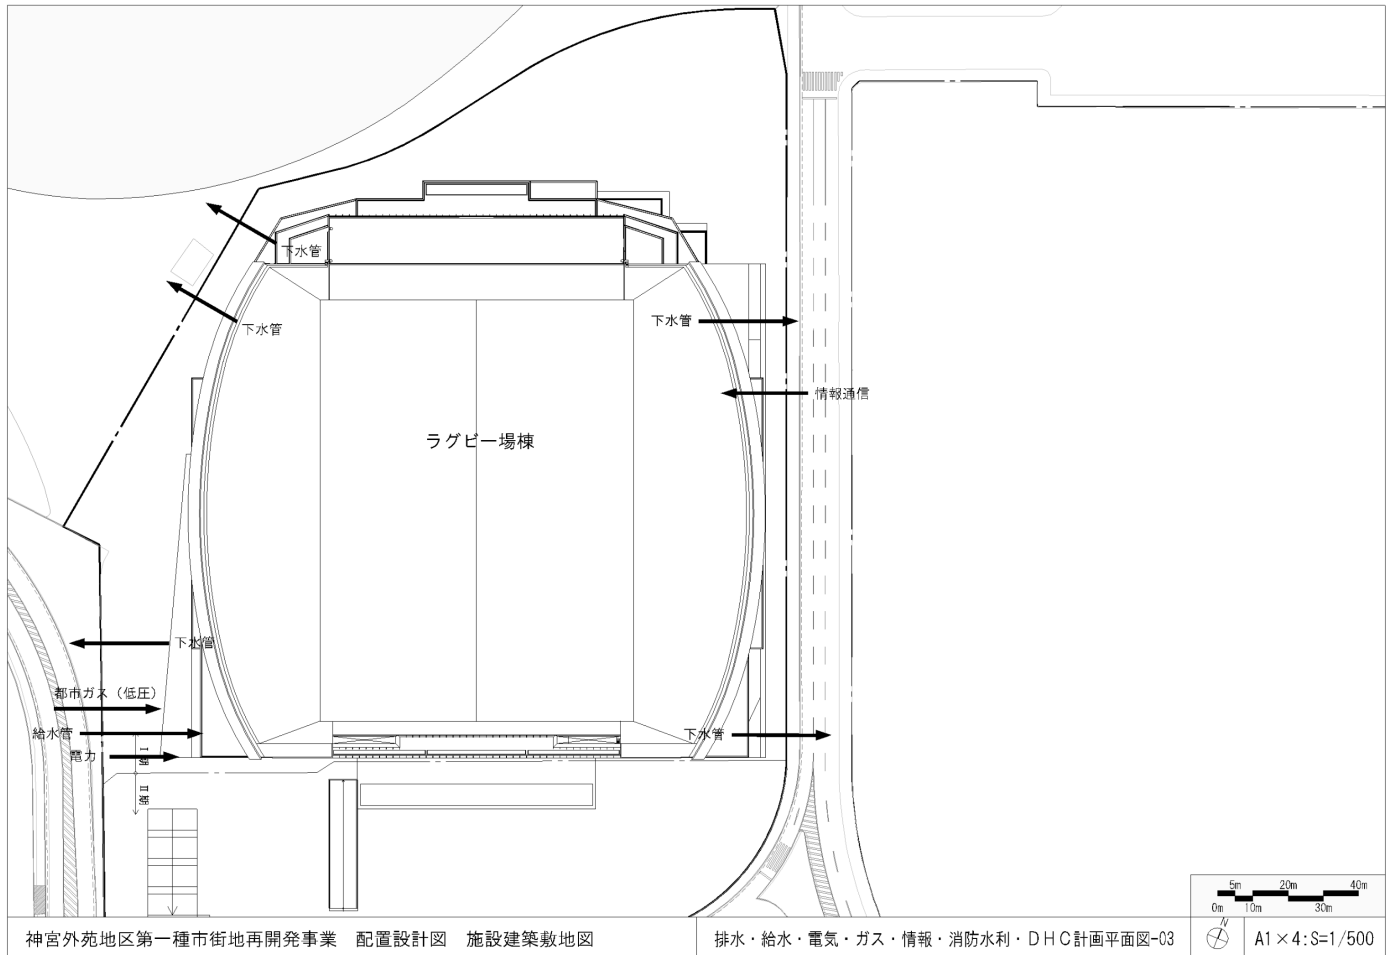 下水管
下水管
下水管
情報通信
ラグビー場棟
下水管
都市ガス（低圧）
給水管
電力
下水管
Ⅰ期
Ⅱ期
5m 20m 40m
0m 10m 30m
N
神宮外苑地区第一種市街地再開発事業 配置設計図 施設建築敷地図
排水・給水・電気・ガス・情報・消防水利・ＤＨＣ計画平面図-03
A1×4:S=1/500